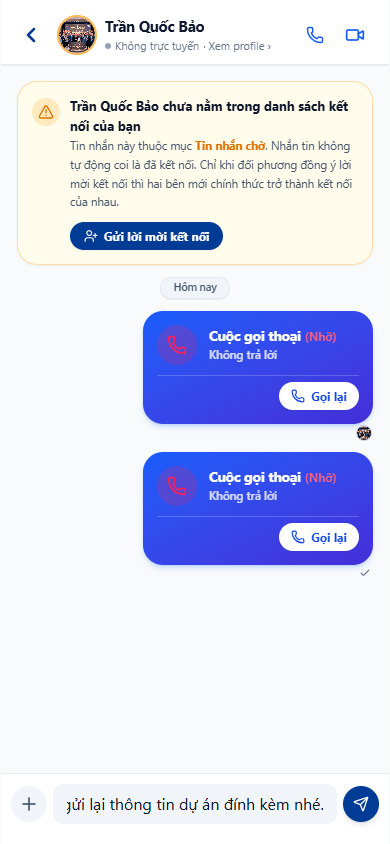 Trần Quốc Bảo
Không trực tuyến · Xem profile ›
Trần Quốc Bảo chưa nằm trong danh sách kết
nối của bạn
Tin nhắn này thuộc mục Tin nhắn chờ. Nhắn tin không
tự động coi là đã kết nối. Chỉ khi đối phương đồng ý lời
mời kết nối thì hai bên mới chính thức trở thành kết nối
của nhau.
Gửi lời mời kết nối
Hôm nay
Cuộc gọi thoại (Nhỡ)
Không trả lời
Gọi lại
Cuộc gọi thoại (Nhỡ)
Không trả lời
Gọi lại
gửi lại thông tin dự án đính kèm nhé.